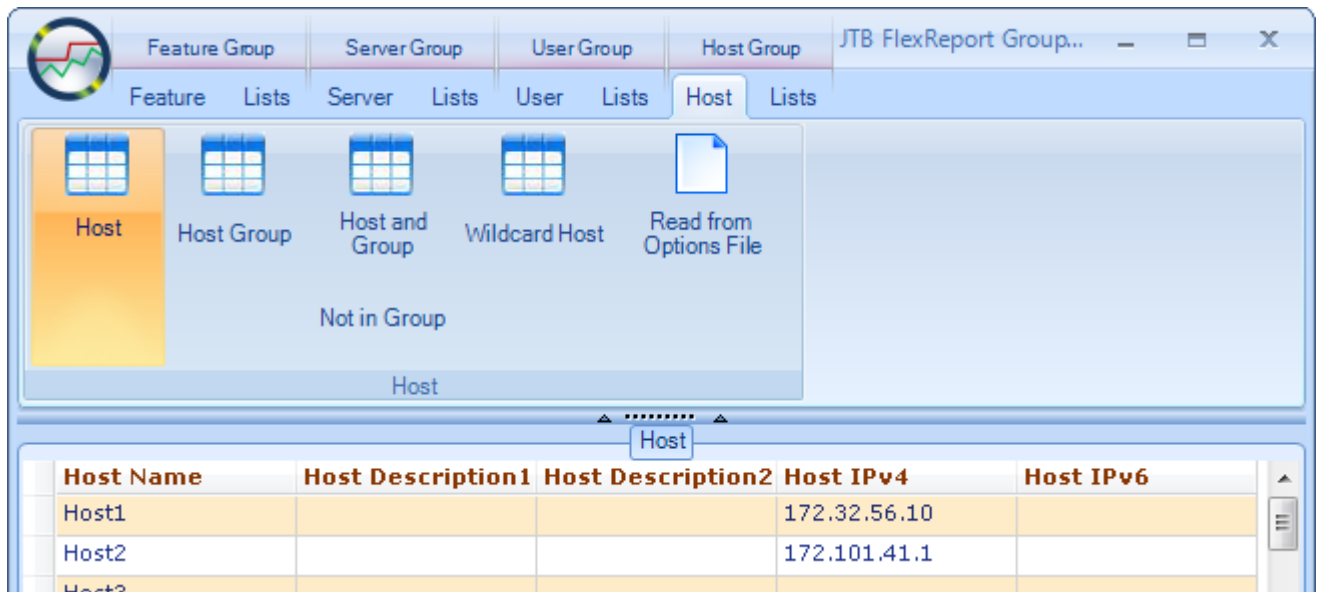 Feature Group Server Group User Group Host Group JTB FlexReport Group...
Feature Lists Server Lists User Lists Host Lists
Host
Host Group
Host and
Group
Wildcard Host
Read from
Options File
Not in Group
Host
Host
Host Name Host Description1 Host Description2 Host IPv4 Host IPv6
Host1 172.32.56.10
Host2 172.101.41.1
Host3